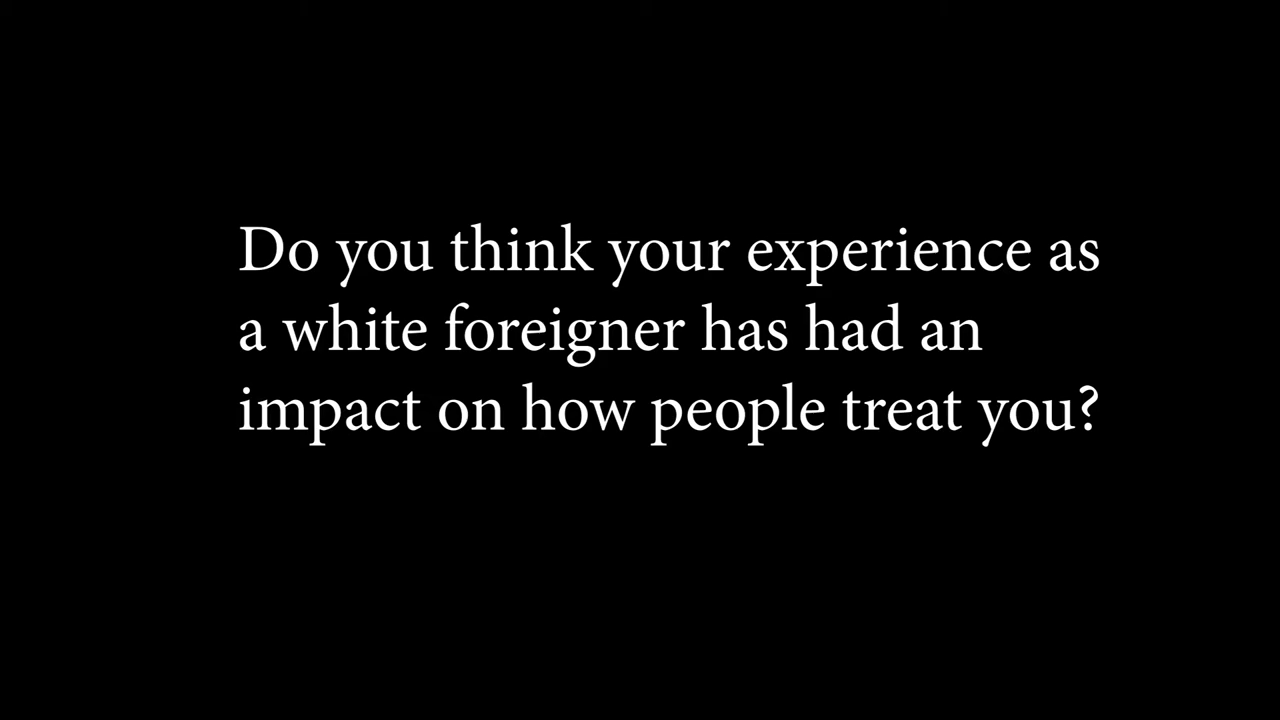 Do you think your experience as
a white foreigner has had an
impact on how people treat you?